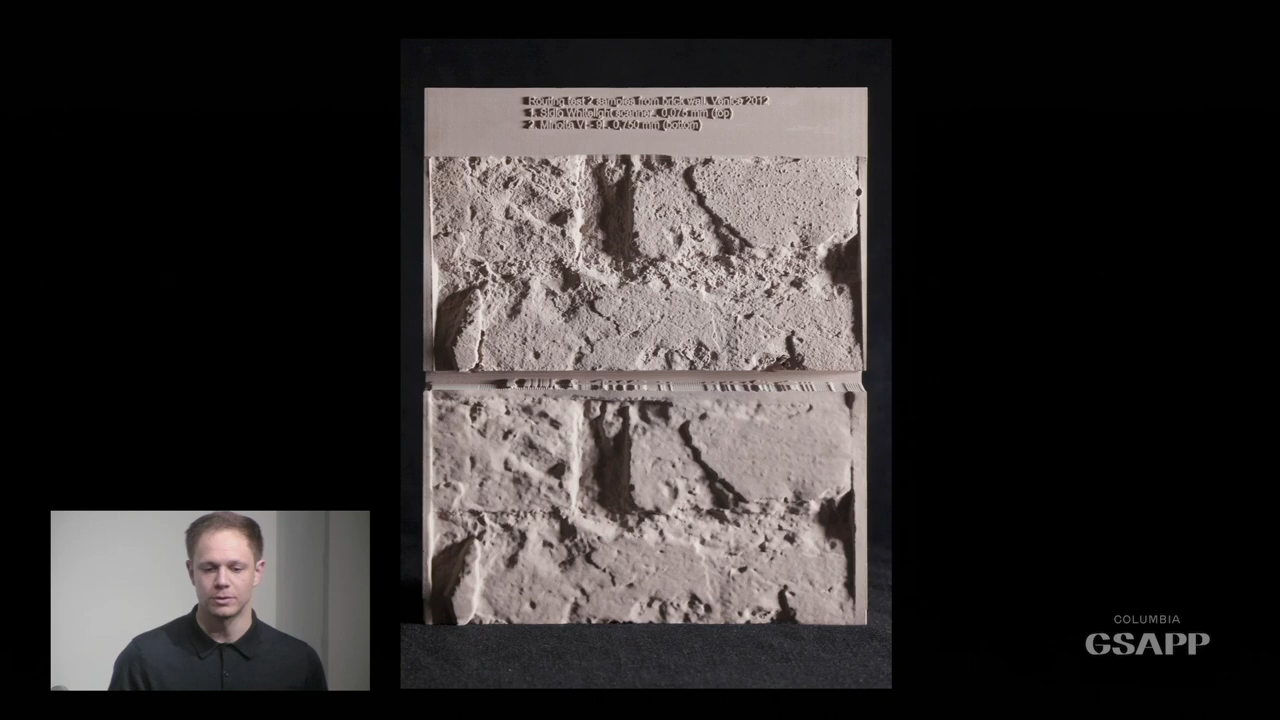 Routing test 2 samples from brick wall, Venice 2012
1. Sidio Whitelight scanner, 0,075 mm (top)
2. Minolta VI- 9i, 0,750 mm (bottom)
COLUMBIA
GSAPP